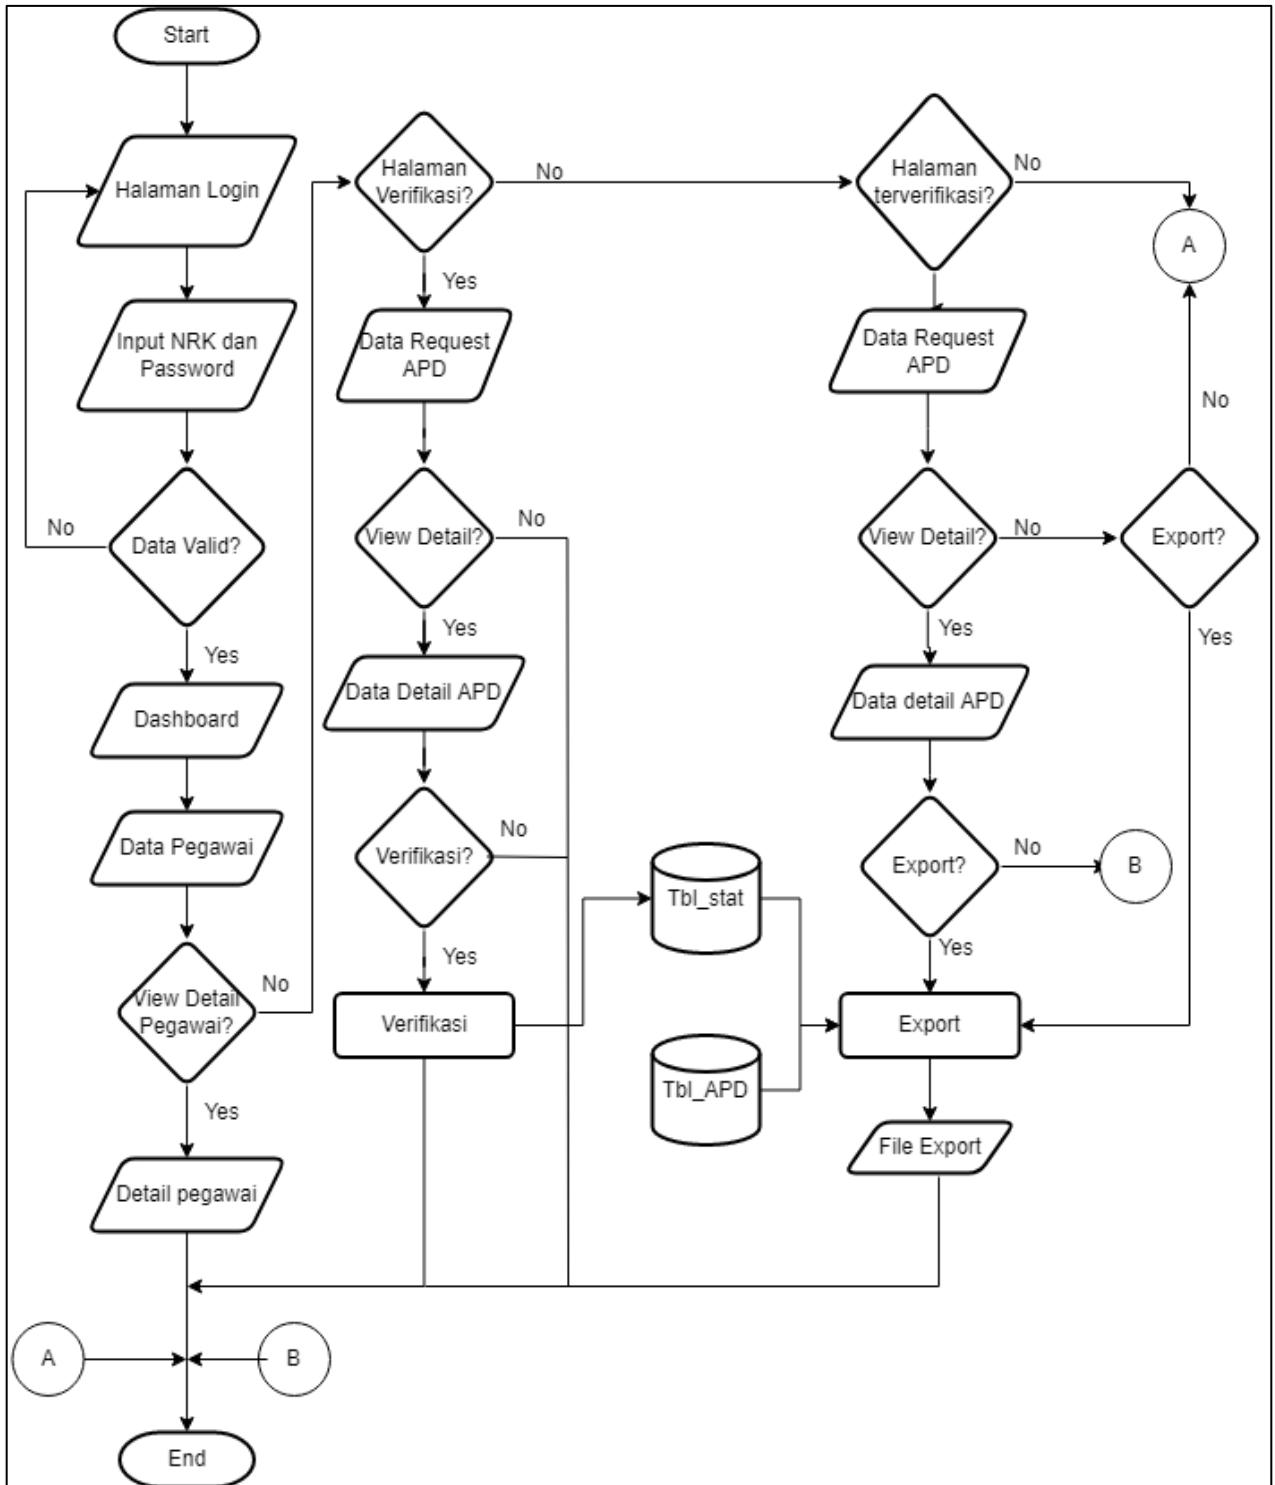 Start
Halaman Login
Input NRK dan
Password
Data Valid?
No
Yes
Dashboard
Data Pegawai
View Detail
Pegawai?
No
Yes
Detail pegawai
A
B
End
Halaman
Verifikasi?
No
Yes
Data Request
APD
View Detail?
No
Yes
Data Detail APD
Verifikasi?
No
Yes
Verifikasi
Tbl_stat
Tbl_APD
Halaman
terverifikasi?
No
A
Data Request
APD
View Detail?
No
Export?
No
Yes
Yes
Data detail APD
Export?
No
B
Yes
Export
File Export